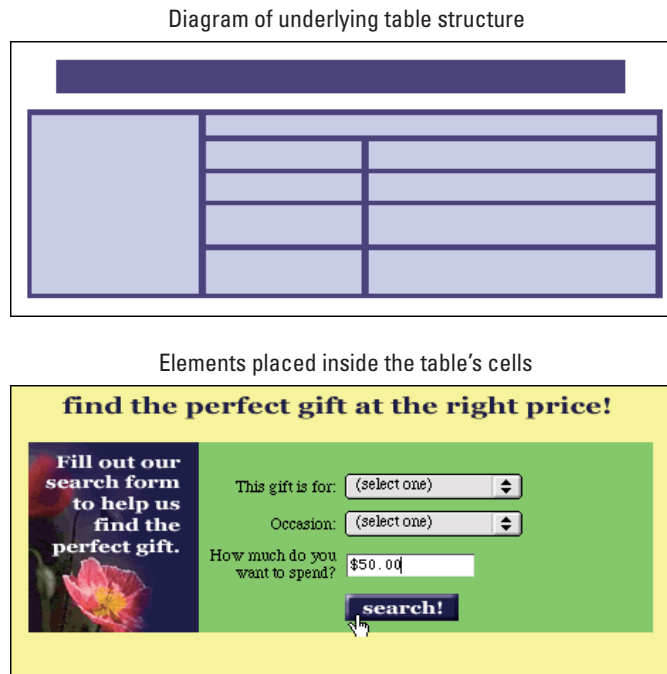 Diagram of underlying table structure
Elements placed inside the table's cells
find the perfect gift at the right price!
Fill out our
search form
to help us
find the
perfect gift.
This gift is for: (select one)
Occasion: (select one)
How much do you
want to spend? $50.00
search!